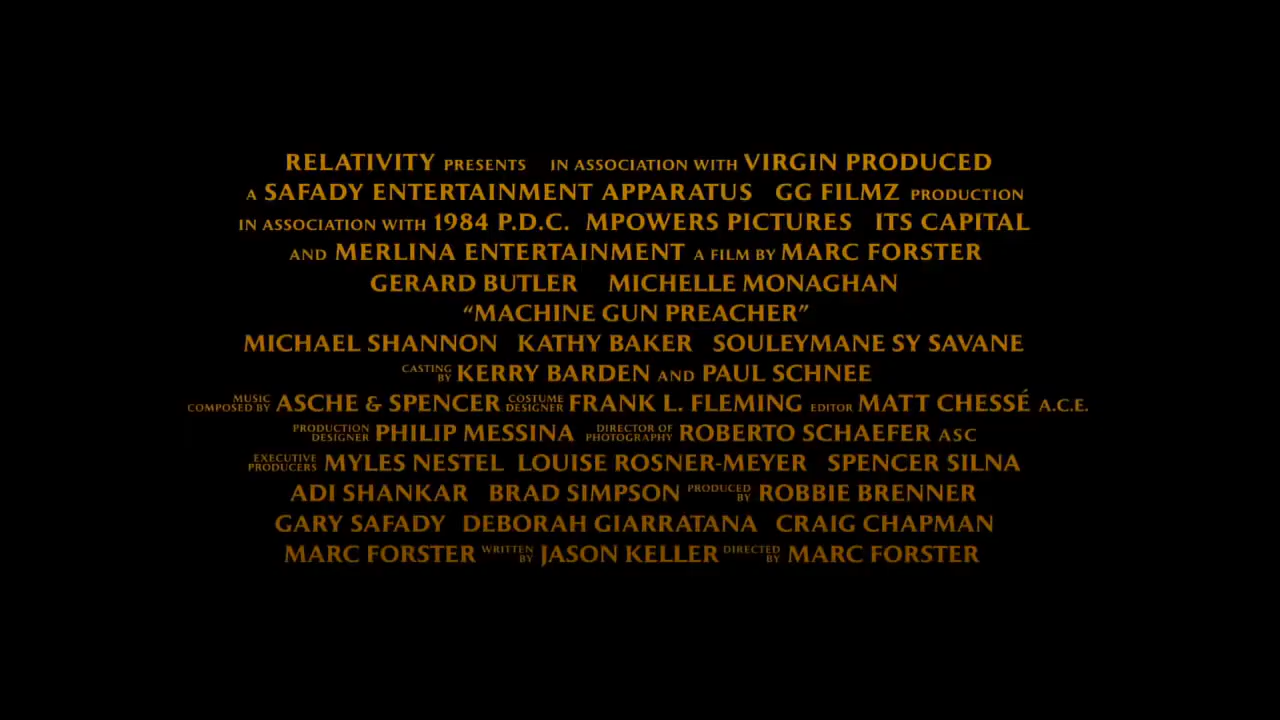 RELATIVITY PRESENTS IN ASSOCIATION WITH VIRGIN PRODUCED
A SAFADY ENTERTAINMENT APPARATUS GG FILMZ PRODUCTION
IN ASSOCIATION WITH 1984 P.D.C. MPOWERS PICTURES ITS CAPITAL
AND MERLINA ENTERTAINMENT A FILM BY MARC FORSTER
GERARD BUTLER MICHELLE MONAGHAN
“MACHINE GUN PREACHER”
MICHAEL SHANNON KATHY BAKER SOULEYMANE SY SAVANE
CASTING BY KERRY BARDEN AND PAUL SCHNEE
MUSIC COMPOSED BY ASCHE & SPENCER COSTUME DESIGNER FRANK L. FLEMING EDITOR MATT CHESSÉ A.C.E.
PRODUCTION DESIGNER PHILIP MESSINA DIRECTOR OF PHOTOGRAPHY ROBERTO SCHAEFER ASC
EXECUTIVE PRODUCERS MYLES NESTEL LOUISE ROSNER-MEYER SPENCER SILNA
ADI SHANKAR BRAD SIMPSON PRODUCED BY ROBBIE BRENNER
GARY SAFADY DEBORAH GIARRATANA CRAIG CHAPMAN
MARC FORSTER WRITTEN BY JASON KELLER DIRECTED BY MARC FORSTER